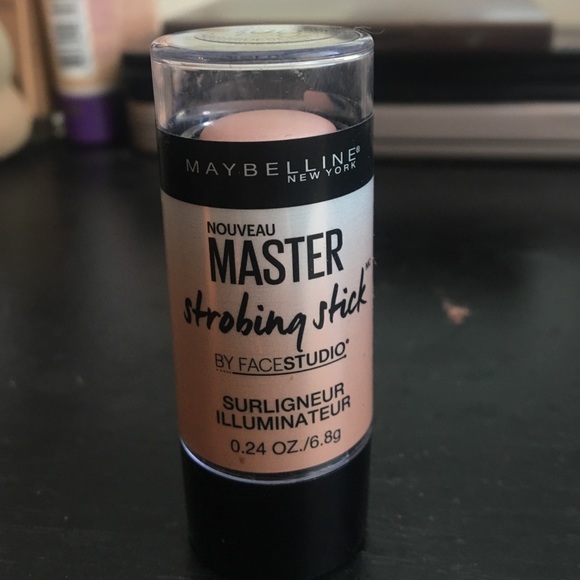 MAYBELLINE®
NEW YORK
NOUVEAU
MASTER
strobing stick
BY FACESTUDIO®
SURLIGNEUR
ILLUMINATEUR
0.24 OZ./6.8g